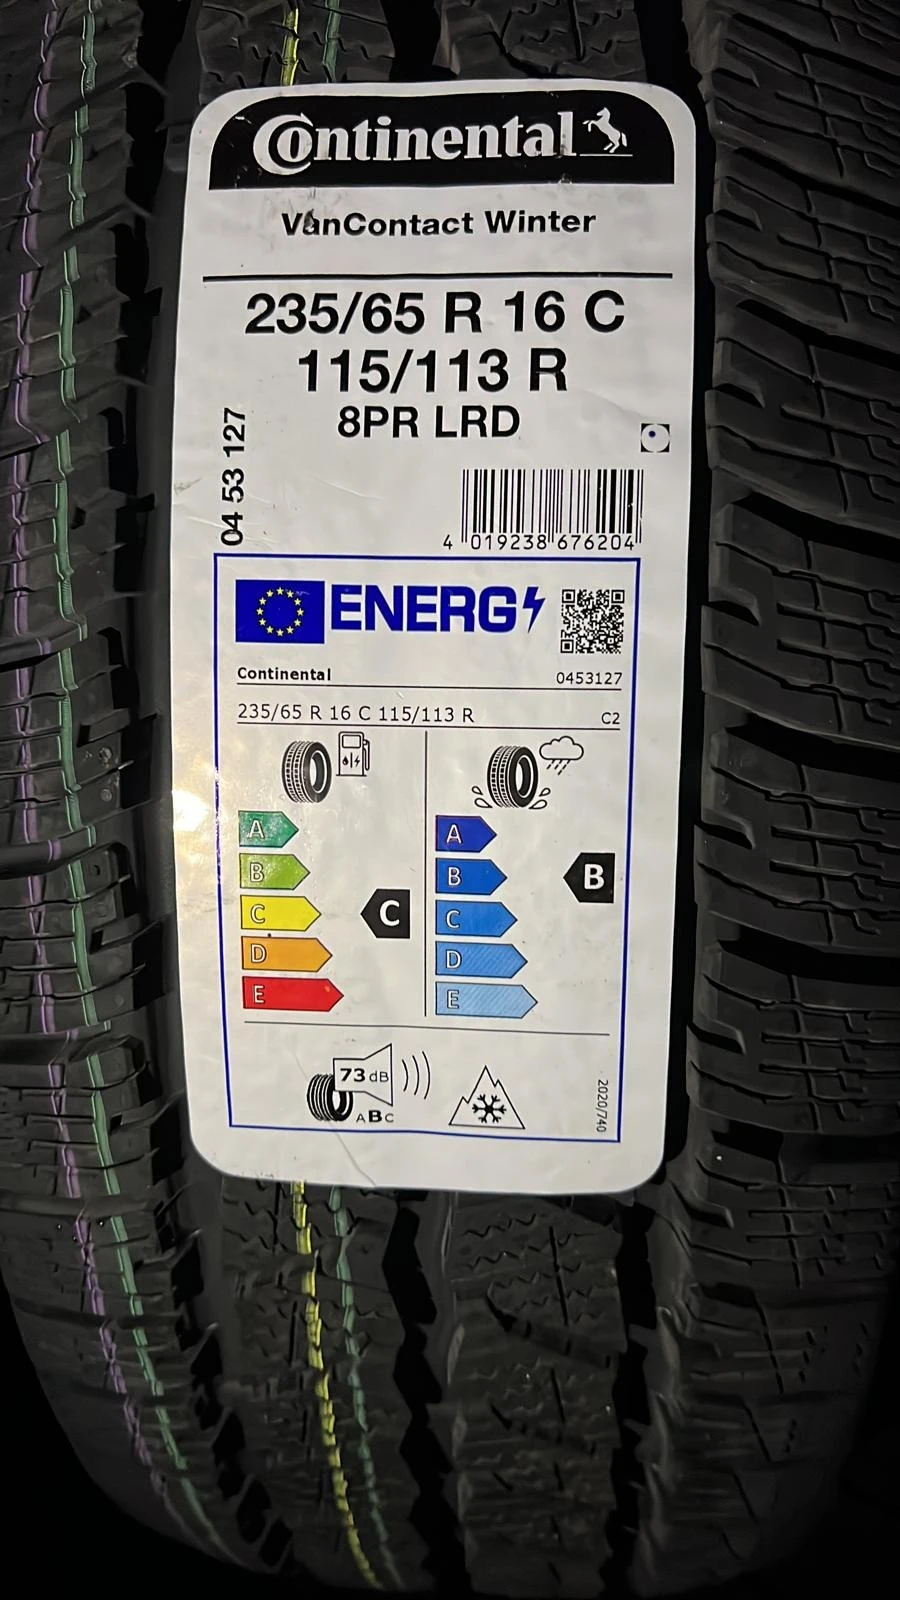 Continental
VanContact Winter
235/65 R 16 C
115/113 R
8PR LRD
04 53 127
4 019238 676204
ENERG
Continental 0453127
235/65 R 16 C 115/113 R C2
A A
B B B
C C C
D D
E E
73 dB
ABC
2020/740